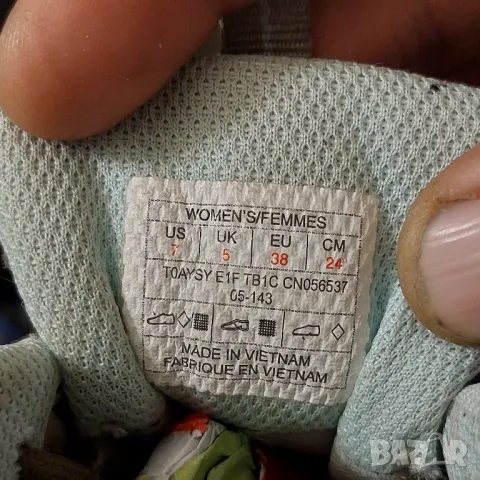 WOMEN'S/FEMMES
US UK EU CM
7 5 38 24
T0AYSY E1F TB1C CN056537
05-143
MADE IN VIETNAM
FABRIQUE EN VIETNAM
BAZAR